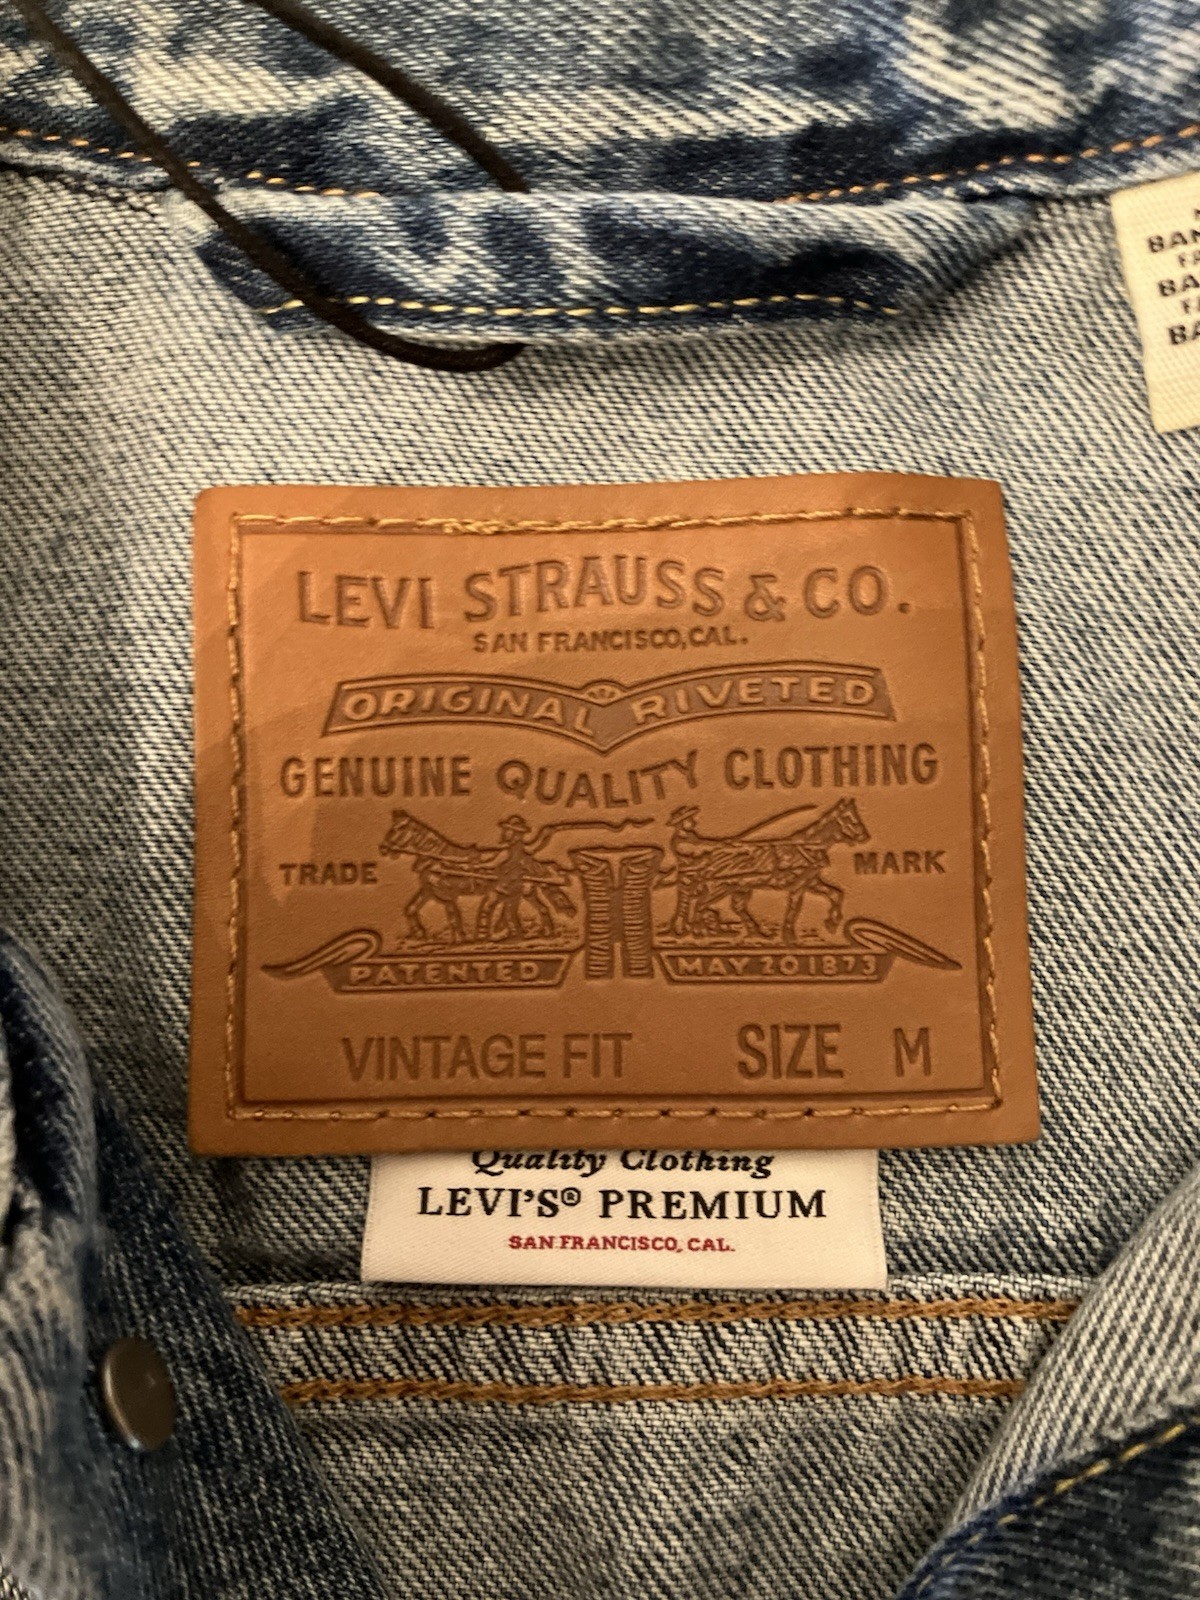 BA
LEVI STRAUSS & CO.
SAN FRANCISCO, CAL.
ORIGINAL RIVETED
GENUINE QUALITY CLOTHING
TRADE MARK
PATENTED MAY 20 1873
VINTAGE FIT SIZE M
Quality Clothing
LEVI'S® PREMIUM
SAN FRANCISCO, CAL.